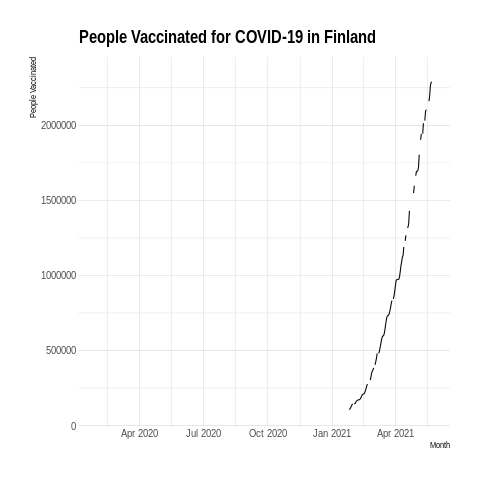 People Vaccinated for COVID-19 in Finland
People Vaccinated
2000000
1500000
1000000
500000
0
Apr 2020 Jul 2020 Oct 2020 Jan 2021 Apr 2021
Month